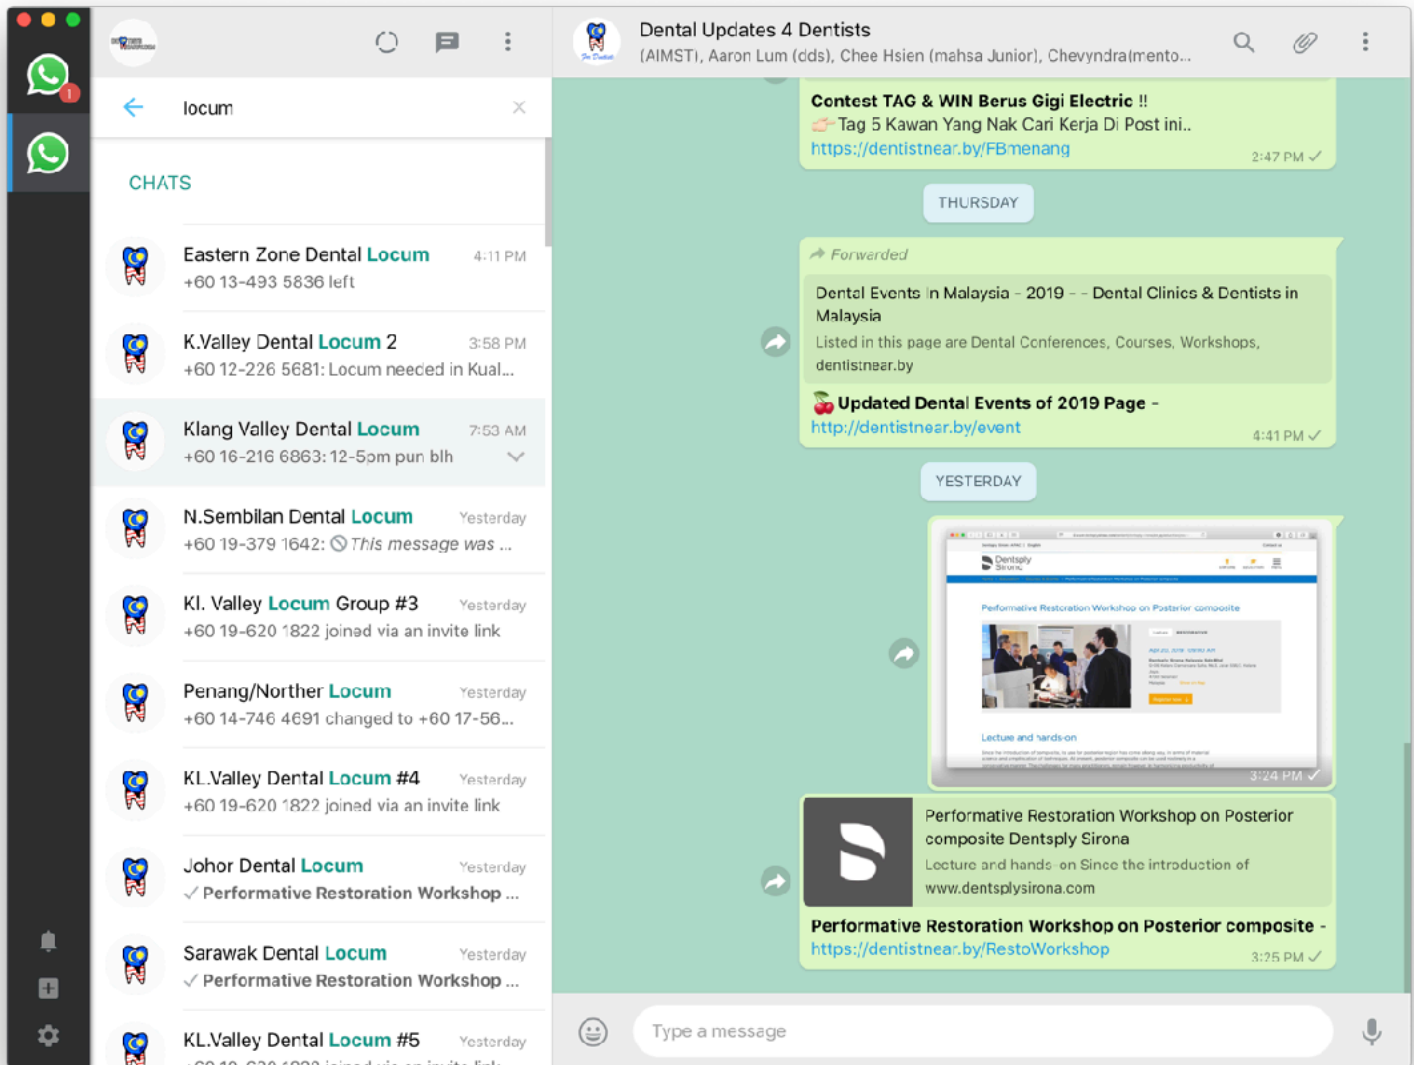 1
locum
CHATS
Eastern Zone Dental Locum
4:11 PM
+60 13-493 5836 left
K.Valley Dental Locum 2
3:58 PM
+60 12-226 5681: Locum needed in Kual...
Klang Valley Dental Locum
7:53 AM
+60 16-216 6863: 12-5pm pun blh
N.Sembilan Dental Locum
Yesterday
+60 19-379 1642: This message was ...
Kl. Valley Locum Group #3
Yesterday
+60 19-620 1822 joined via an invite link
Penang/Norther Locum
Yesterday
+60 14-746 4691 changed to +60 17-56...
KL.Valley Dental Locum #4
Yesterday
+60 19-620 1822 joined via an invite link
Johor Dental Locum
Yesterday
✓ Performative Restoration Workshop ...
Sarawak Dental Locum
Yesterday
✓ Performative Restoration Workshop ...
KL.Valley Dental Locum #5
Yesterday
Dental Updates 4 Dentists
(AIMST), Aaron Lum (dds), Chee Hsien (mahsa Junior), Chevyndra(mento...
Contest TAG & WIN Berus Gigi Electric !!
👉🏻 Tag 5 Kawan Yang Nak Cari Kerja Di Post ini..
https://dentistnear.by/FBmenang
2:47 PM ✓
THURSDAY
Forwarded
Dental Events In Malaysia - 2019 - - Dental Clinics & Dentists in
Malaysia
Listed in this page are Dental Conferences, Courses, Workshops,
dentistnear.by
🍒 Updated Dental Events of 2019 Page -
http://dentistnear.by/event
4:41 PM ✓
YESTERDAY
Dentsply
Sirona
Performative Restoration Workshop on Posterior composite
Lecture and hands-on
3:24 PM ✓
Performative Restoration Workshop on Posterior
composite Dentsply Sirona
Lecture and hands-on Since the introduction of
www.dentsplysirona.com
Performative Restoration Workshop on Posterior composite -
https://dentistnear.by/RestoWorkshop
3:25 PM ✓
Type a message